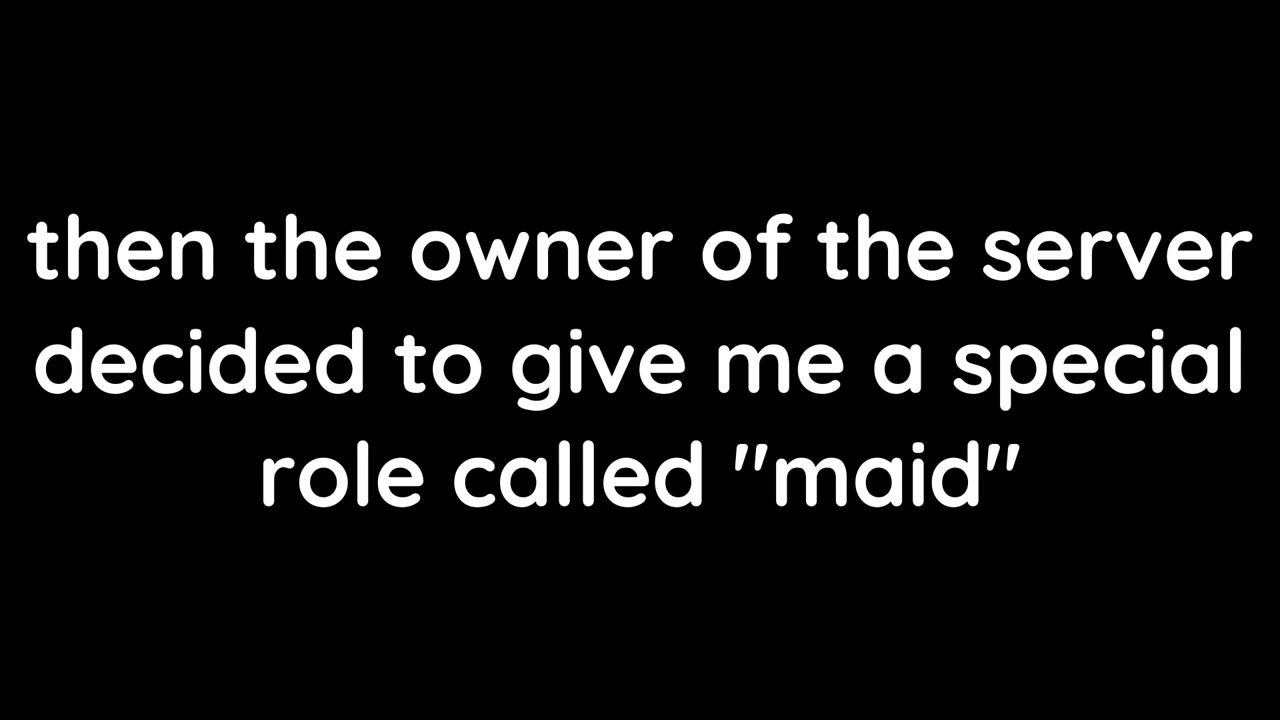 then the owner of the server
decided to give me a special
role called "maid"